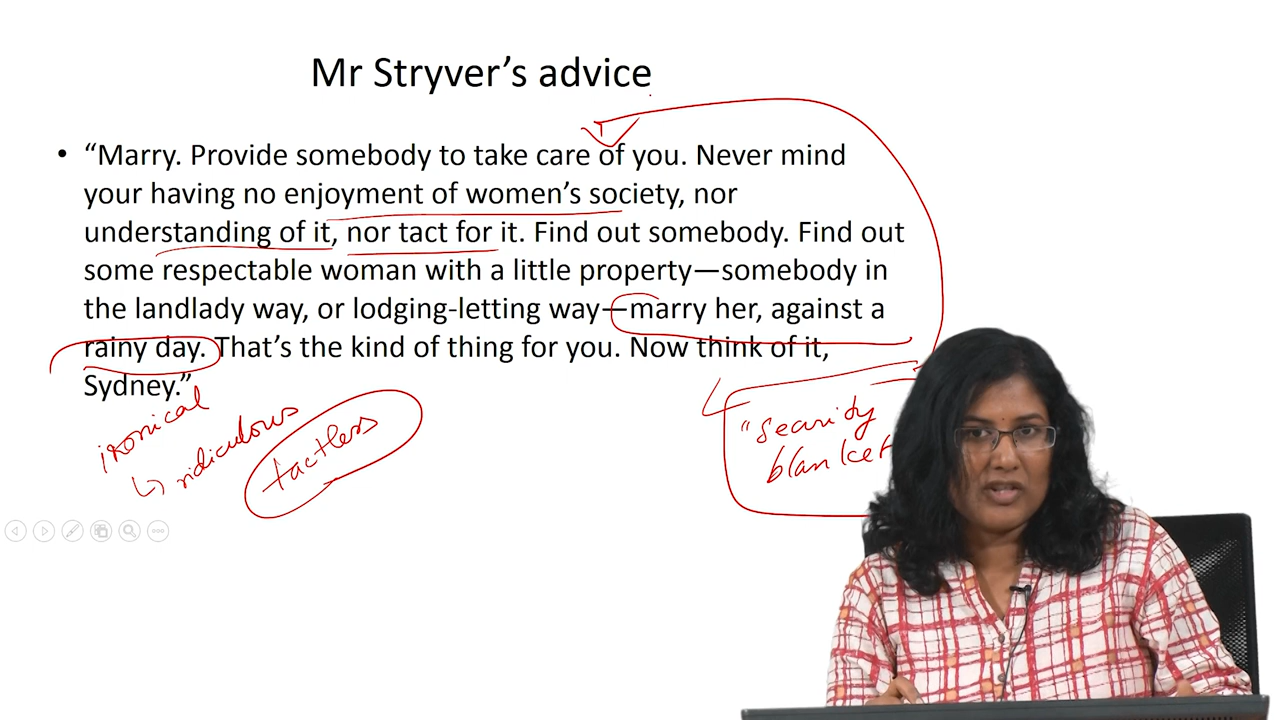 Mr Stryver's advice
• “Marry. Provide somebody to take care of you. Never mind
your having no enjoyment of women's society, nor
understanding of it, nor tact for it. Find out somebody. Find out
some respectable woman with a little property—somebody in
the landlady way, or lodging-letting way—marry her, against a
rainy day. That's the kind of thing for you. Now think of it,
Sydney.”
ironical
ridiculous
tactless
"security
blanket